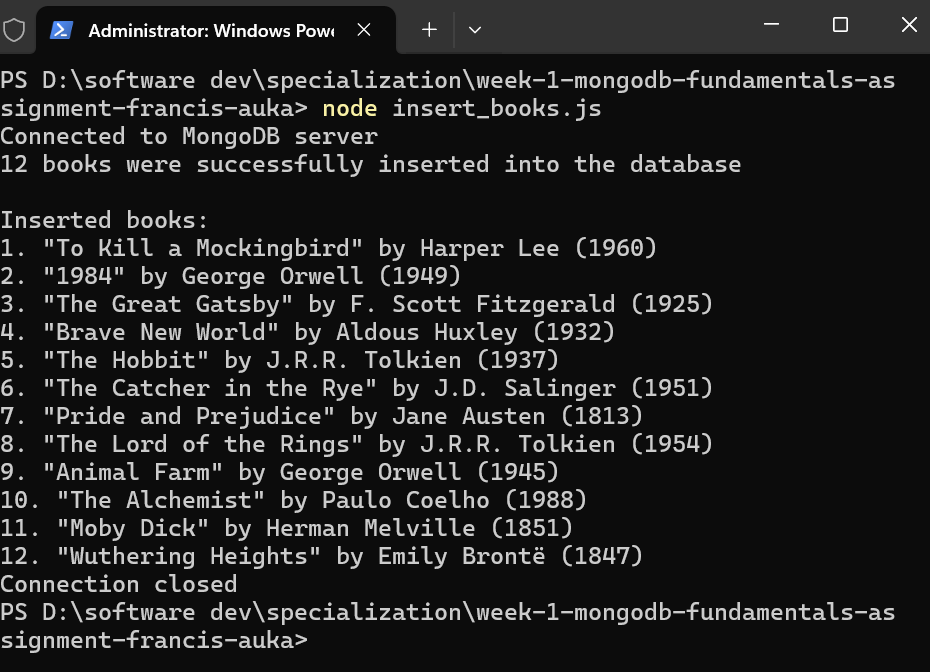 Administrator: Windows Pow
PS D:\software dev\specialization\week-1-mongodb-fundamentals-as
signment-francis-auka> node insert_books.js
Connected to MongoDB server
12 books were successfully inserted into the database
Inserted books:
1. "To Kill a Mockingbird" by Harper Lee (1960)
2. "1984" by George Orwell (1949)
3. "The Great Gatsby" by F. Scott Fitzgerald (1925)
4. "Brave New World" by Aldous Huxley (1932)
5. "The Hobbit" by J.R.R. Tolkien (1937)
6. "The Catcher in the Rye" by J.D. Salinger (1951)
7. "Pride and Prejudice" by Jane Austen (1813)
8. "The Lord of the Rings" by J.R.R. Tolkien (1954)
9. "Animal Farm" by George Orwell (1945)
10. "The Alchemist" by Paulo Coelho (1988)
11. "Moby Dick" by Herman Melville (1851)
12. "Wuthering Heights" by Emily Brontë (1847)
Connection closed
PS D:\software dev\specialization\week-1-mongodb-fundamentals-as
signment-francis-auka>